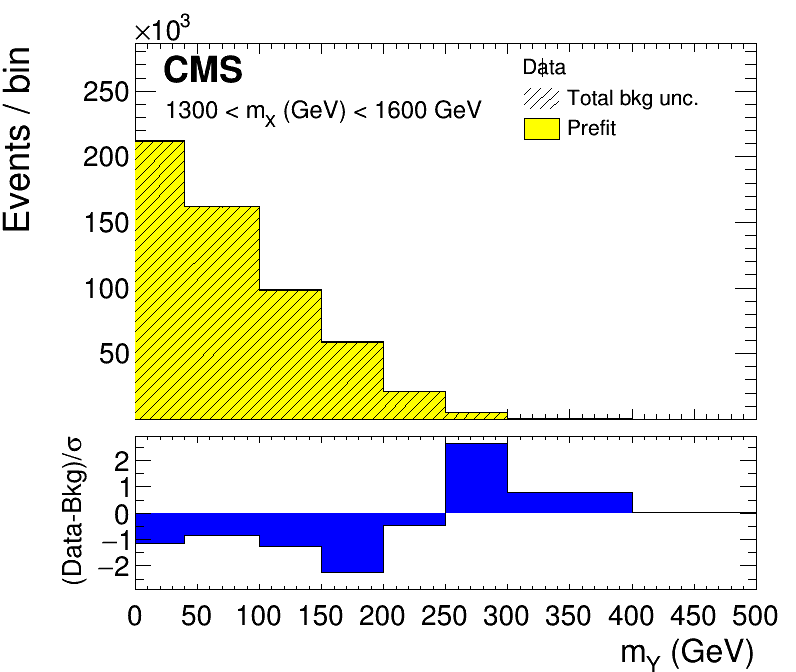 ×10³
Events / bin
CMS
1300 < mX (GeV) < 1600 GeV
Data
Total bkg unc.
Prefit
250
200
150
100
50
(Data-Bkg)/σ
2
1
0
−1
−2
0 50 100 150 200 250 300 350 400 450 500
mY (GeV)